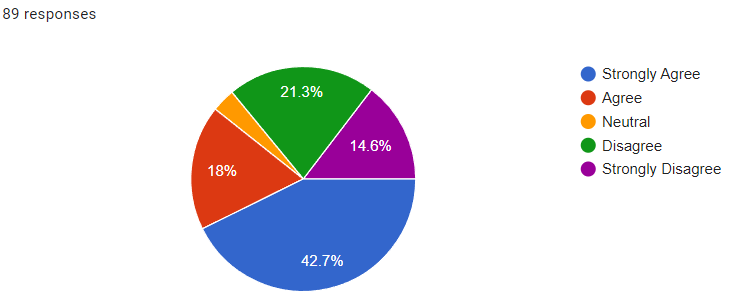 89 responses
21.3%
14.6%
18%
42.7%
Strongly Agree
Agree
Neutral
Disagree
Strongly Disagree